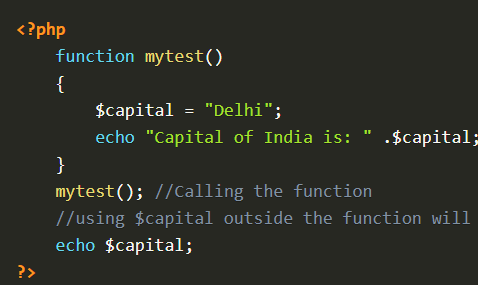 <?php
function mytest()
{
$capital = "Delhi";
echo "Capital of India is: " .$capital;
}
mytest(); //Calling the function
//using $capital outside the function will
echo $capital;
?>